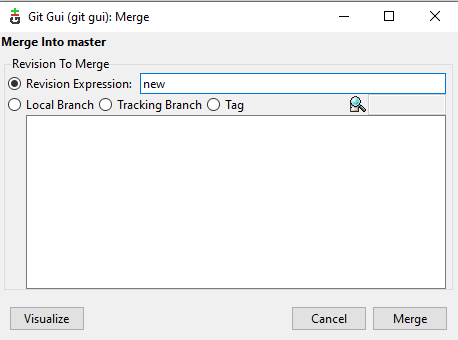 Git Gui (git gui): Merge
Merge Into master
Revision To Merge
Revision Expression: new
Local Branch Tracking Branch Tag
Visualize Cancel Merge